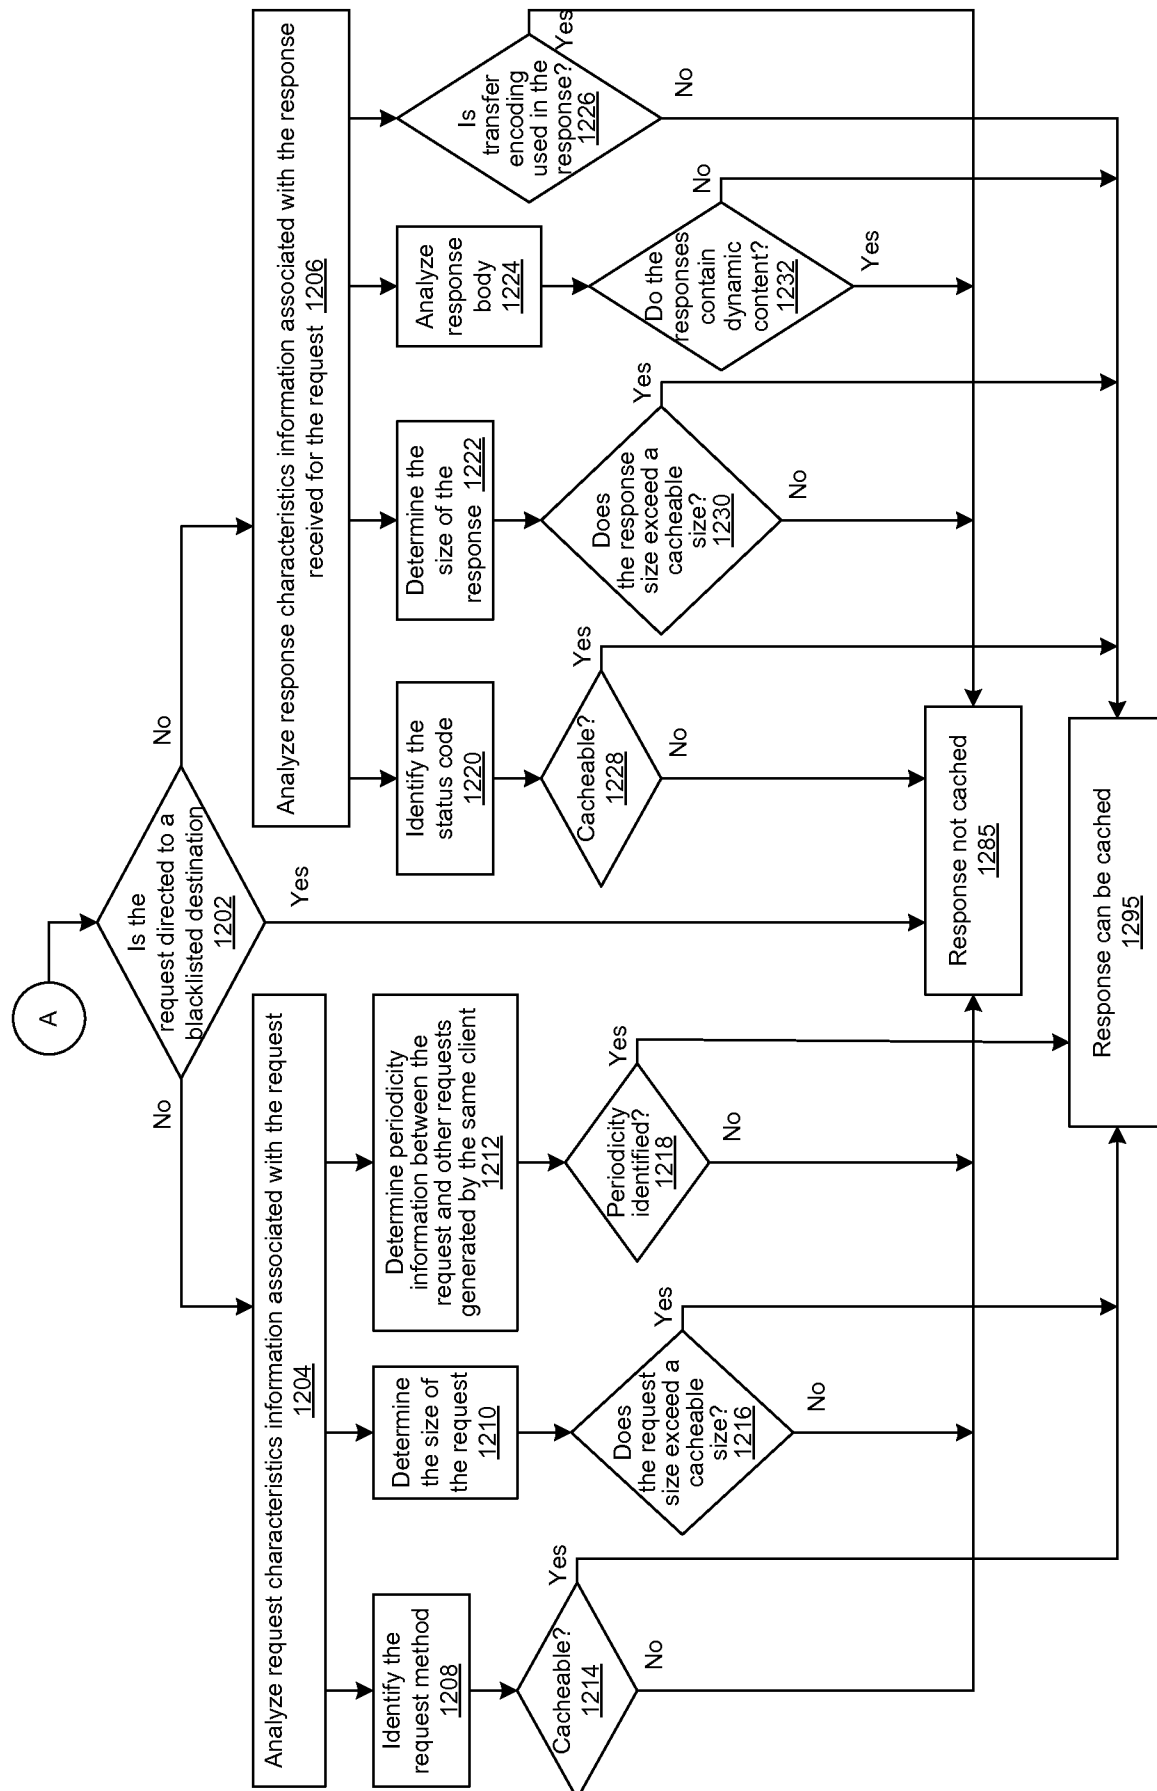 A
Is the
request directed to a
blacklisted destination
1202
No
No
Yes
Analyze request characteristics information associated with the request
1204
Identify the
request method
1208
Determine
the size of
the request
1210
Determine periodicity
information between the
request and other requests
generated by the same client
1212
Cacheable?
1214
Yes
No
Does
the request
size exceed a
cacheable
size?
1216
Yes
No
Periodicity
identified?
1218
Yes
No
Analyze response characteristics information associated with the response
received for the request 1206
Identify the
status code
1220
Determine the
size of the
response 1222
Analyze
response
body
1224
Is
transfer
encoding
used in the
response?
1226
Yes
No
Cacheable?
1228
Yes
No
Does
the response
size exceed a
cacheable
size?
1230
Yes
No
Do the
responses
contain
dynamic
content?
1232
No
Yes
Response not cached
1285
Response can be cached
1295